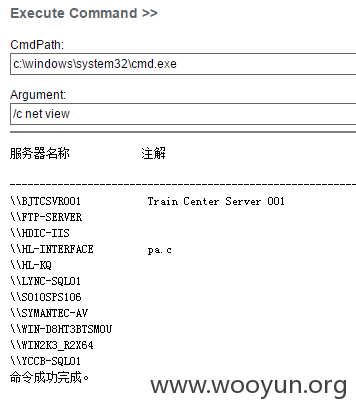 Execute Command >>
CmdPath:
c:\windows\system32\cmd.exe
Argument:
/c net view
服务器名称 注解
-------------------------------------------------------------------------------
\\BJTCSVR001 Train Center Server 001
\\FTP-SERVER
\\HDIC-IIS
\\HL-INTERFACE pa.c
\\HL-KQ
\\LYNC-SQL01
\\S010SPS106
\\SYMANTEC-AV
\\WIN-D8HT3BTSMOU
\\WIN2K3_R2X64
\\YCCB-SQL01
命令成功完成。
www.wooyun.org